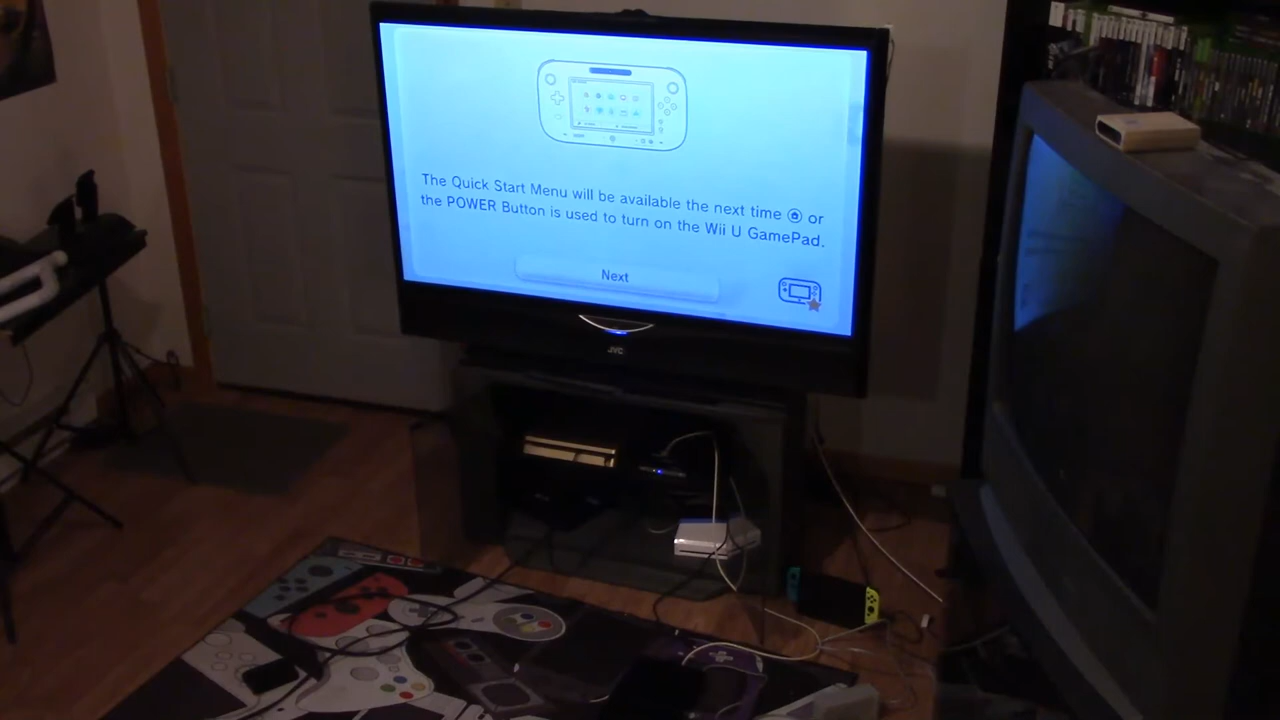 The Quick Start Menu will be available the next time or
the POWER Button is used to turn on the Wii U GamePad.
Next
JVC